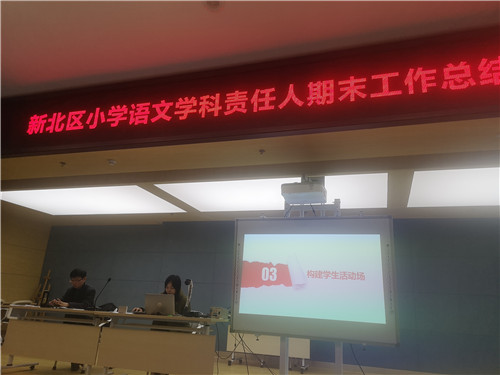 新北区小学语文学科责任人期末工作总结
03
构建学生活动场